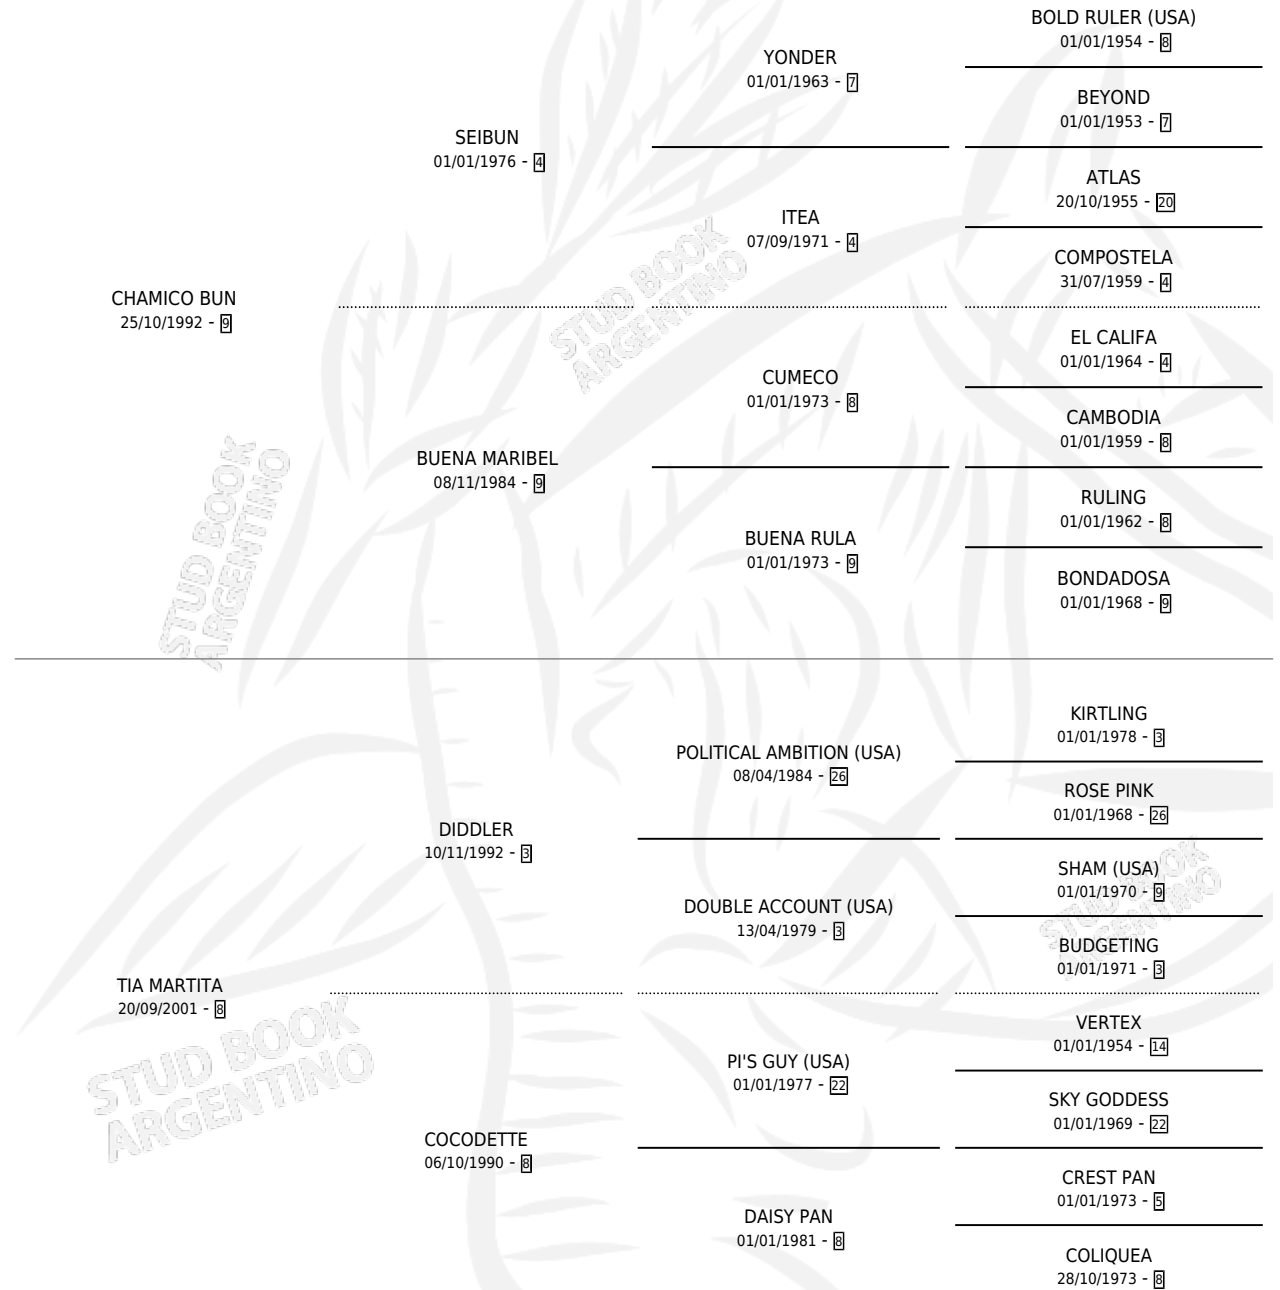 CHAMICO BUN
25/10/1992 - 9
SEIBUN
01/01/1976 - 4
BUENA MARIBEL
08/11/1984 - 9
YONDER
01/01/1963 - 7
ITEA
07/09/1971 - 4
CUMECO
01/01/1973 - 8
BUENA RULA
01/01/1973 - 9
BOLD RULER (USA)
01/01/1954 - 8
BEYOND
01/01/1953 - 7
ATLAS
20/10/1955 - 20
COMPOSTELA
31/07/1959 - 4
EL CALIFA
01/01/1964 - 4
CAMBODIA
01/01/1959 - 8
RULING
01/01/1962 - 8
BONDADOSA
01/01/1968 - 9
STUD BOOK
ARGENTINO
STUD BOOK
ARGENTINO
TIA MARTITA
20/09/2001 - 8
DIDDLER
10/11/1992 - 3
COCODETTE
06/10/1990 - 8
POLITICAL AMBITION (USA)
08/04/1984 - 26
DOUBLE ACCOUNT (USA)
13/04/1979 - 3
PI'S GUY (USA)
01/01/1977 - 22
DAISY PAN
01/01/1981 - 8
KIRTLING
01/01/1978 - 3
ROSE PINK
01/01/1968 - 26
SHAM (USA)
01/01/1970 - 9
BUDGETING
01/01/1971 - 3
VERTEX
01/01/1954 - 14
SKY GODDESS
01/01/1969 - 22
CREST PAN
01/01/1973 - 5
COLIQUEA
28/10/1973 - 8
STUD BOOK
ARGENTINO
STUD BOOK
ARGENTINO